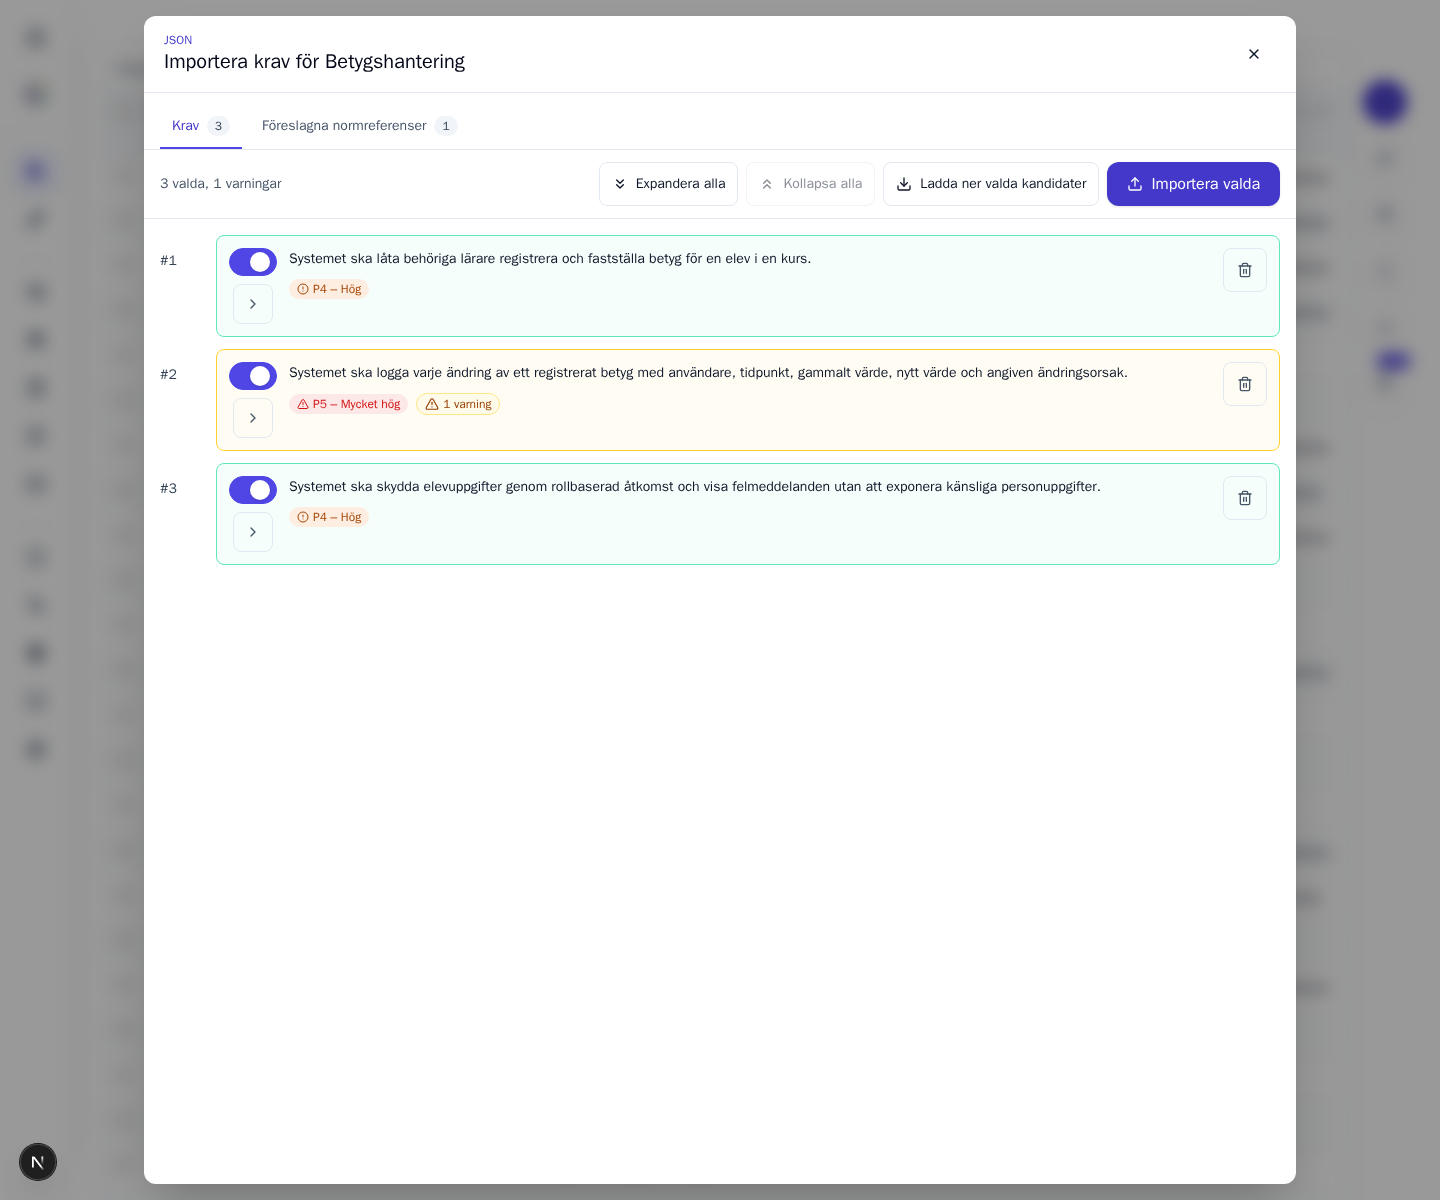 JSON
Importera krav för Betygshantering
Krav 3 Föreslagna normreferenser 1
3 valda, 1 varningar Expandera alla Kollapsa alla Ladda ner valda kandidater Importera valda
#1 Systemet ska låta behöriga lärare registrera och fastställa betyg för en elev i en kurs.
P4 – Hög
#2 Systemet ska logga varje ändring av ett registrerat betyg med användare, tidpunkt, gammalt värde, nytt värde och angiven ändringsorsak.
P5 – Mycket hög 1 varning
#3 Systemet ska skydda elevuppgifter genom rollbaserad åtkomst och visa felmeddelanden utan att exponera känsliga personuppgifter.
P4 – Hög
N